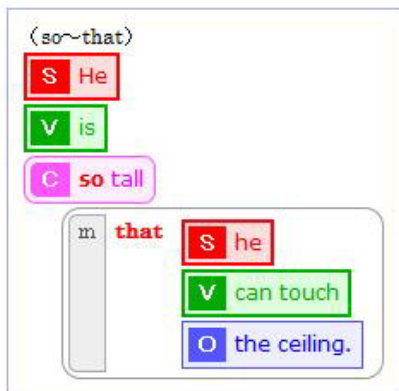 (so～that)
S He
V is
C so tall
m that S he
V can touch
O the ceiling.